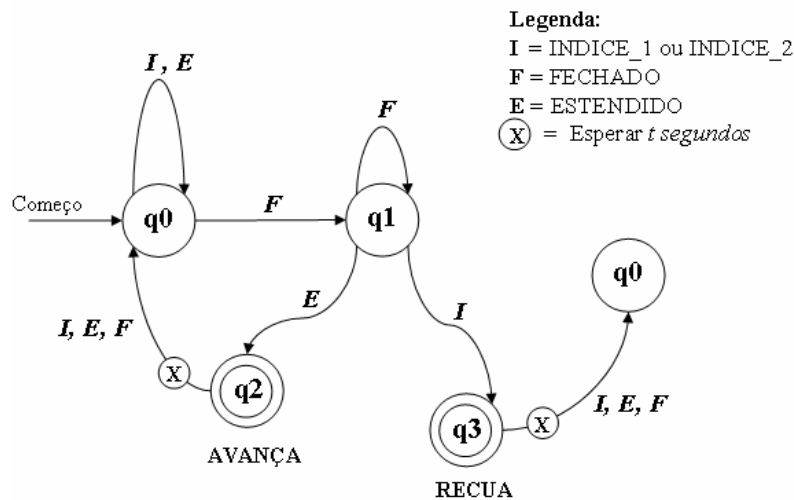 Legenda:
I = INDICE_1 ou INDICE_2
F = FECHADO
E = ESTENDIDO
X = Esperar t segundos
I, E
F
Começo
q0
F
q1
q0
E
I
I, E, F
X
q2
I, E, F
q3
X
AVANÇA
RECUA